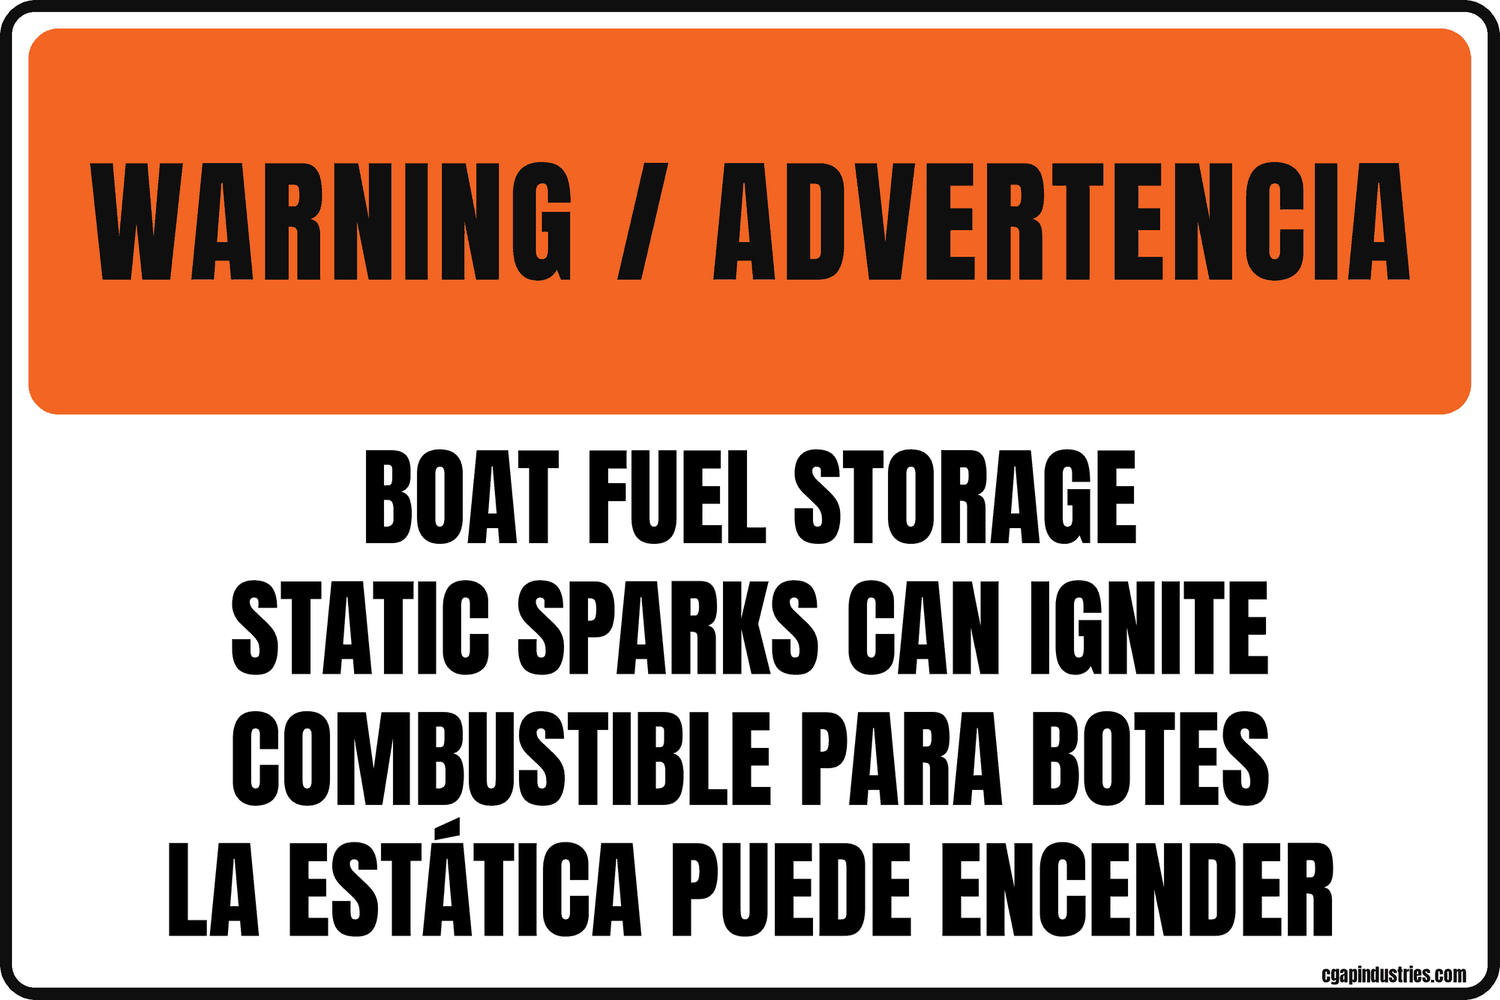 WARNING / ADVERTENCIA
BOAT FUEL STORAGE
STATIC SPARKS CAN IGNITE
COMBUSTIBLE PARA BOTES
LA ESTÁTICA PUEDE ENCENDER
cgapindustries.com